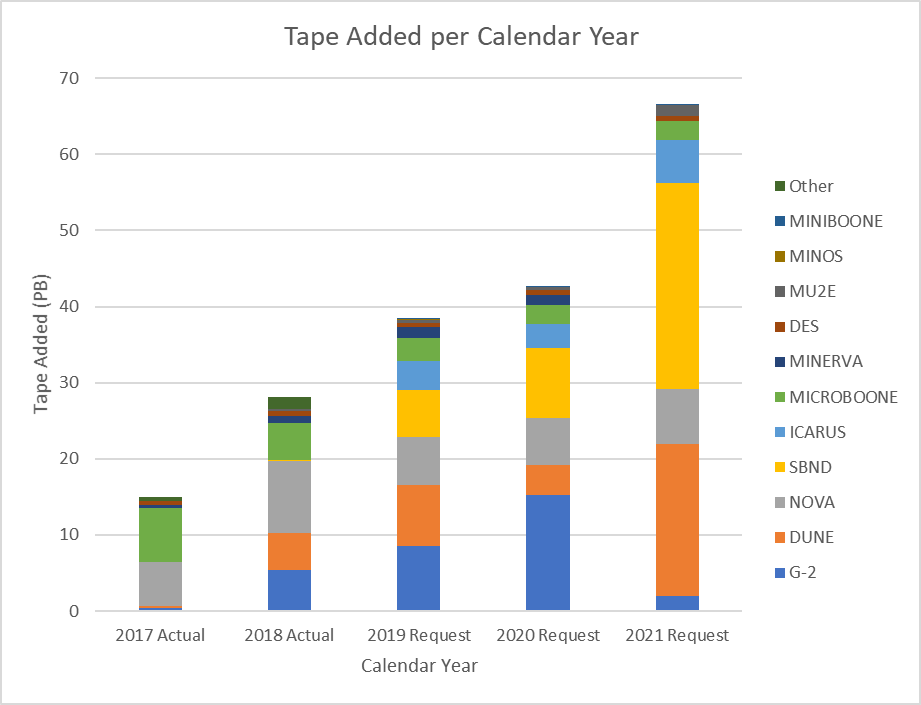 Tape Added per Calendar Year
70
60
50
40
30
20
10
0
Tape Added (PB)
2017 Actual
2018 Actual
2019 Request
2020 Request
2021 Request
Calendar Year
Other
MINIBOONE
MINOS
MU2E
DES
MINERVA
MICROBOONE
ICARUS
SBND
NOVA
DUNE
G-2